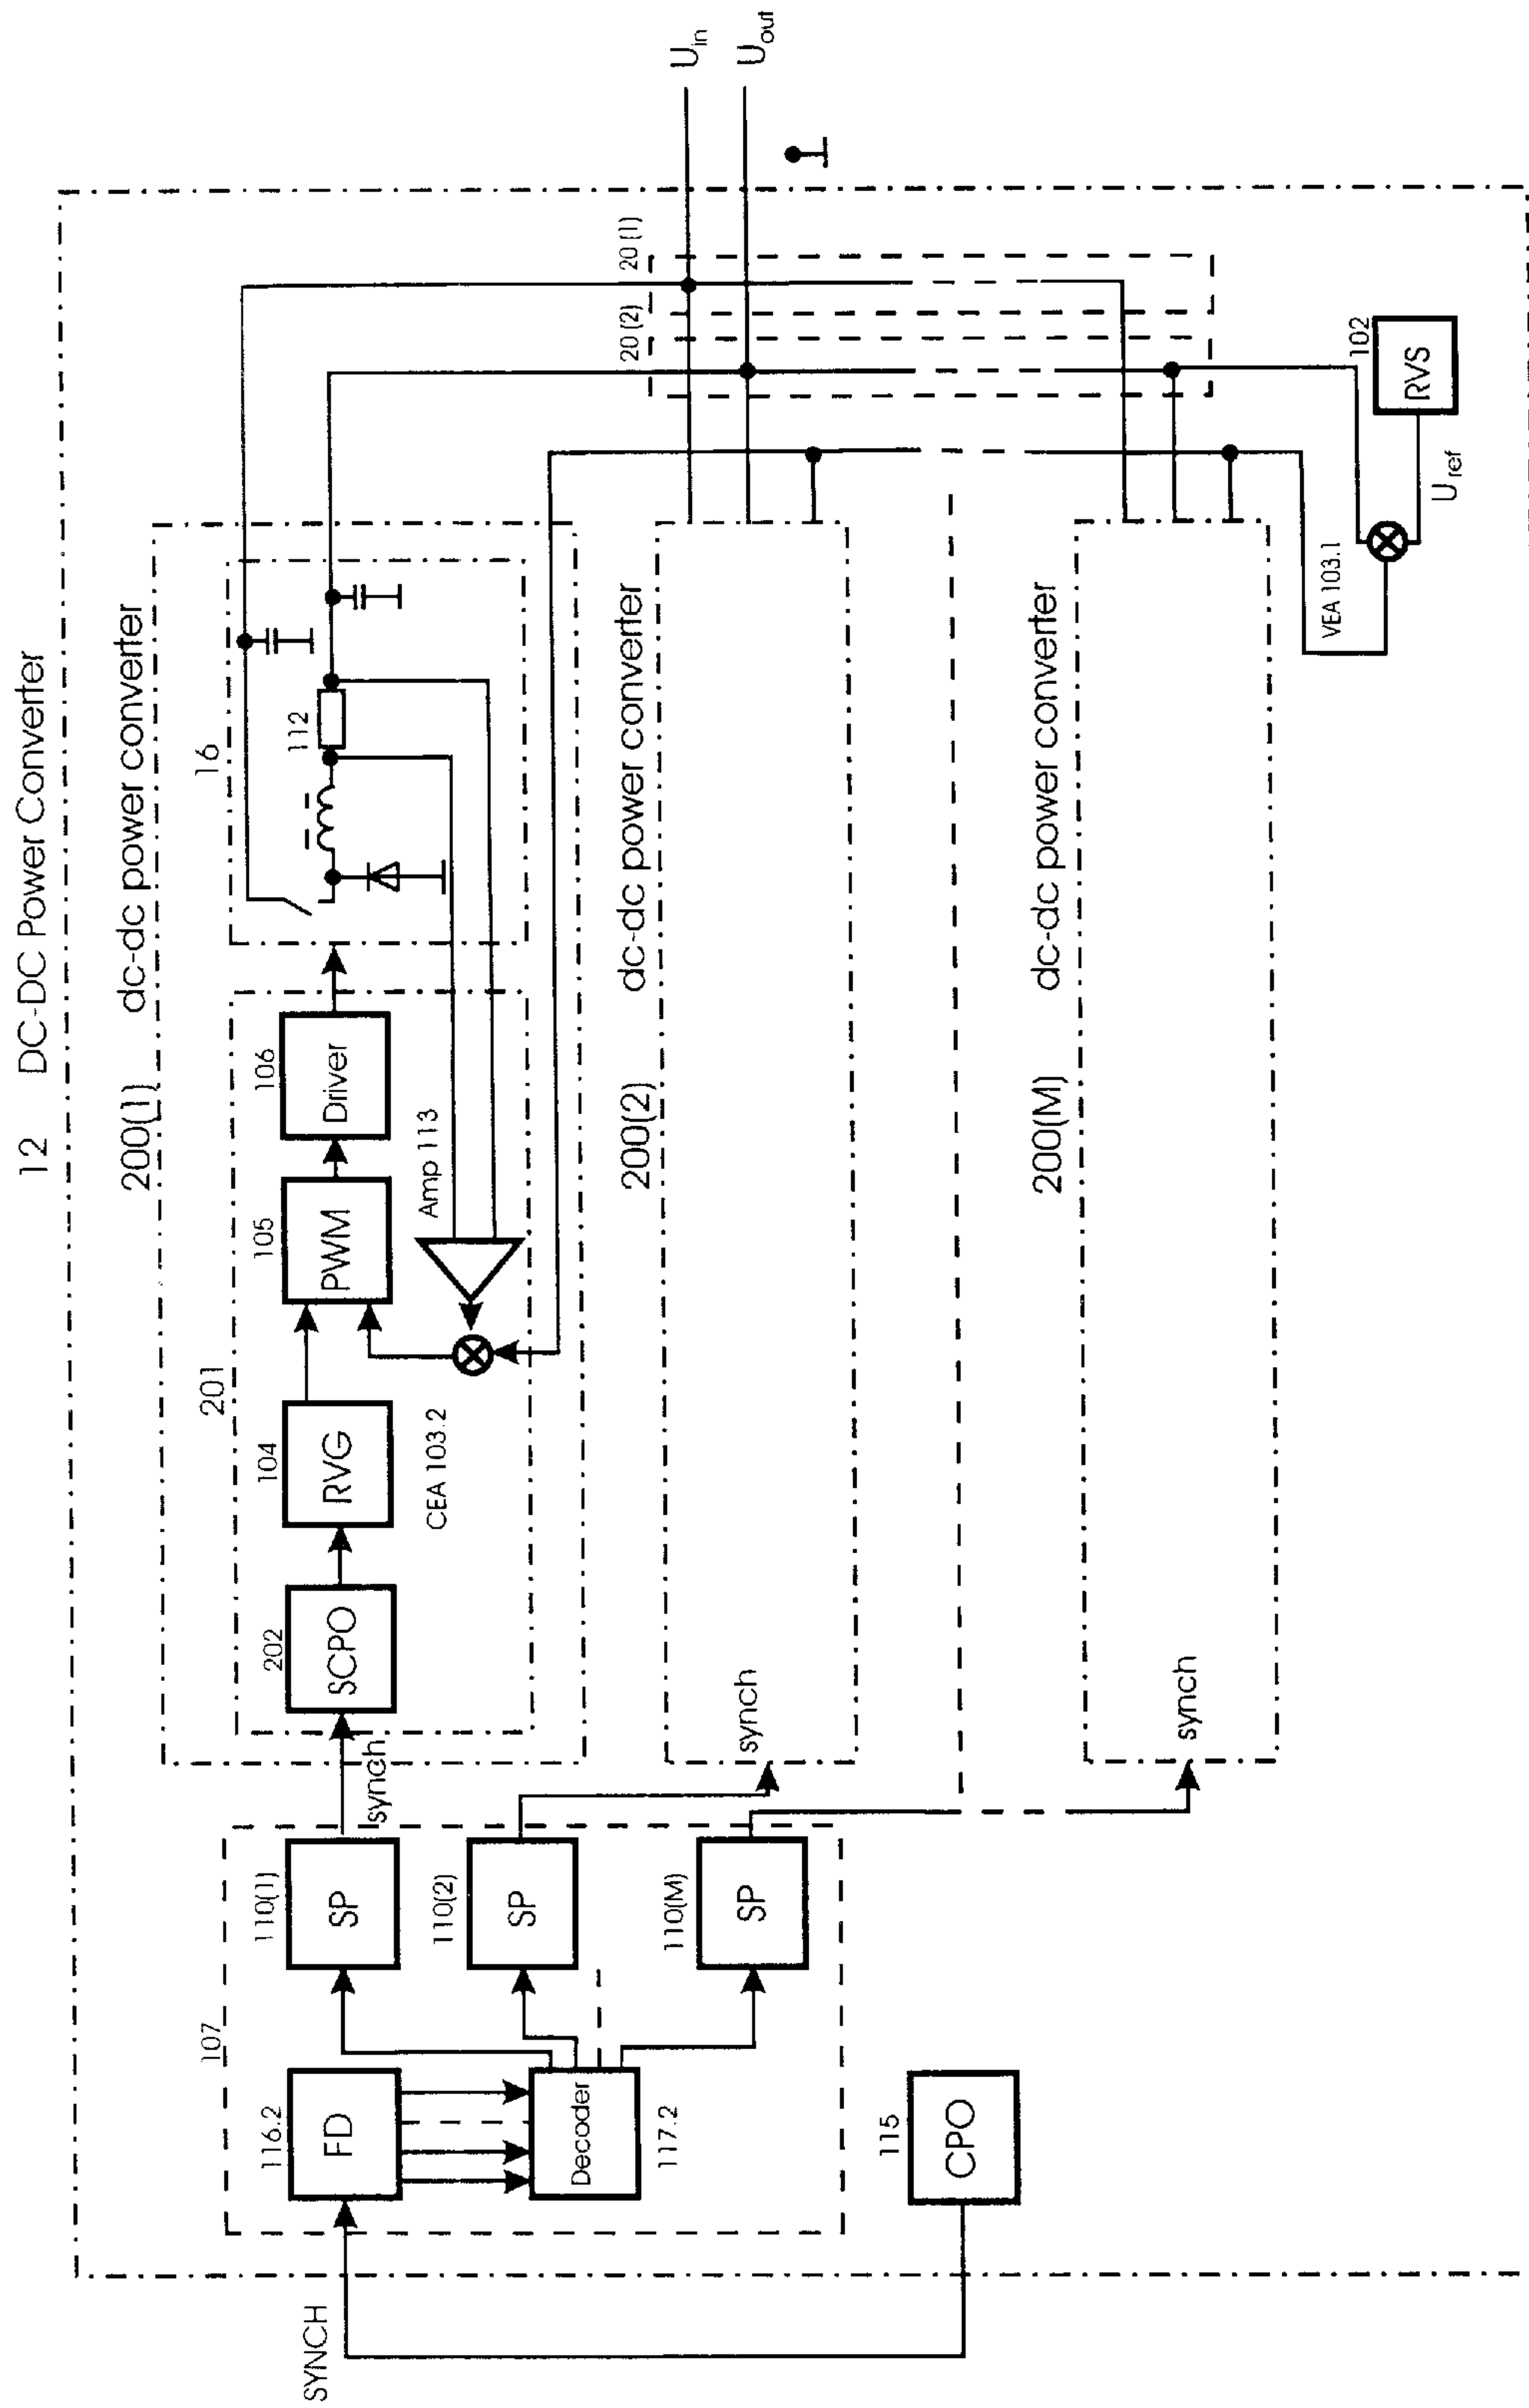 12 DC-DC Power Converter
200(1) dc-dc power converter
16
112
201
202
SCPO
104
RVG
105
PWM
106
Driver
Amp 113
CEA 103.2
synch
200(2) dc-dc power converter
synch
200(M) dc-dc power converter
synch
20 (1)
20 (2)
Uin
Uout
102
RVS
Uref
VEA 103.1
107
116.2
FD
Decoder
117.2
110(1)
SP
110(2)
SP
110(M)
SP
115
CPO
SYNCH